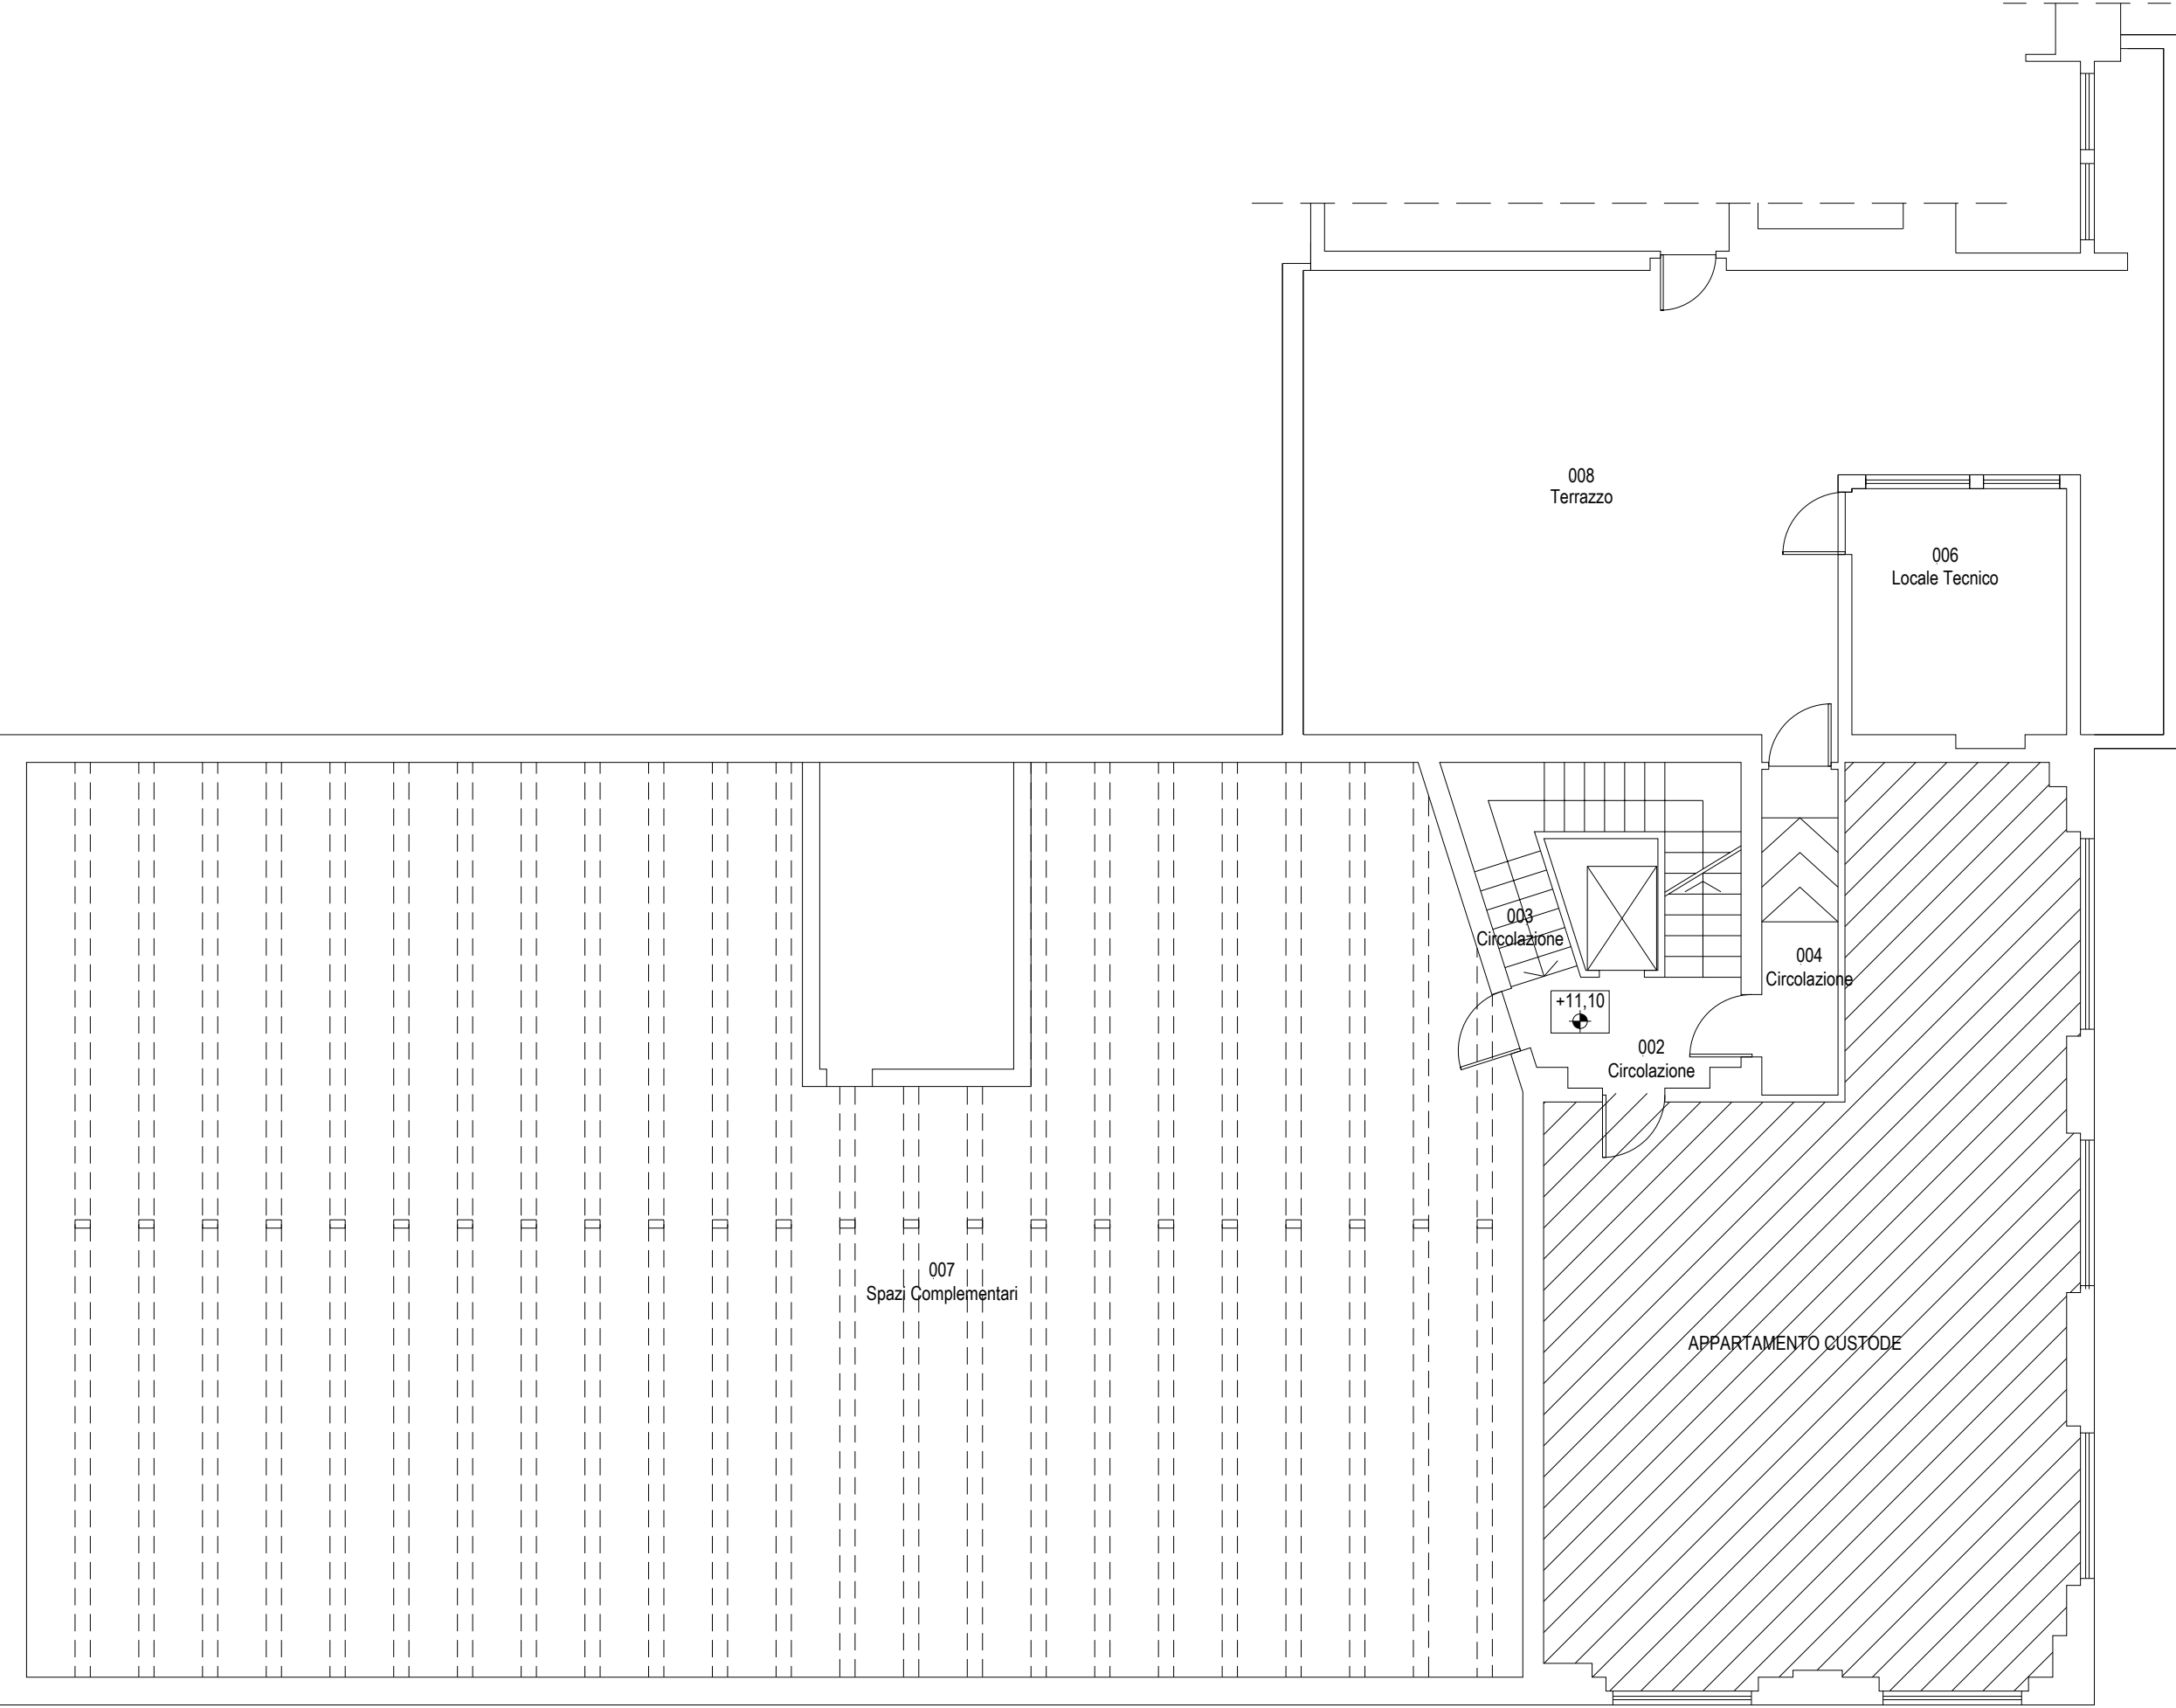 008
Terrazzo
006
Locale Tecnico
003
Circolazione
004
Circolazione
+11,10
002
Circolazione
007
Spazi Complementari
APPARTAMENTO CUSTODE